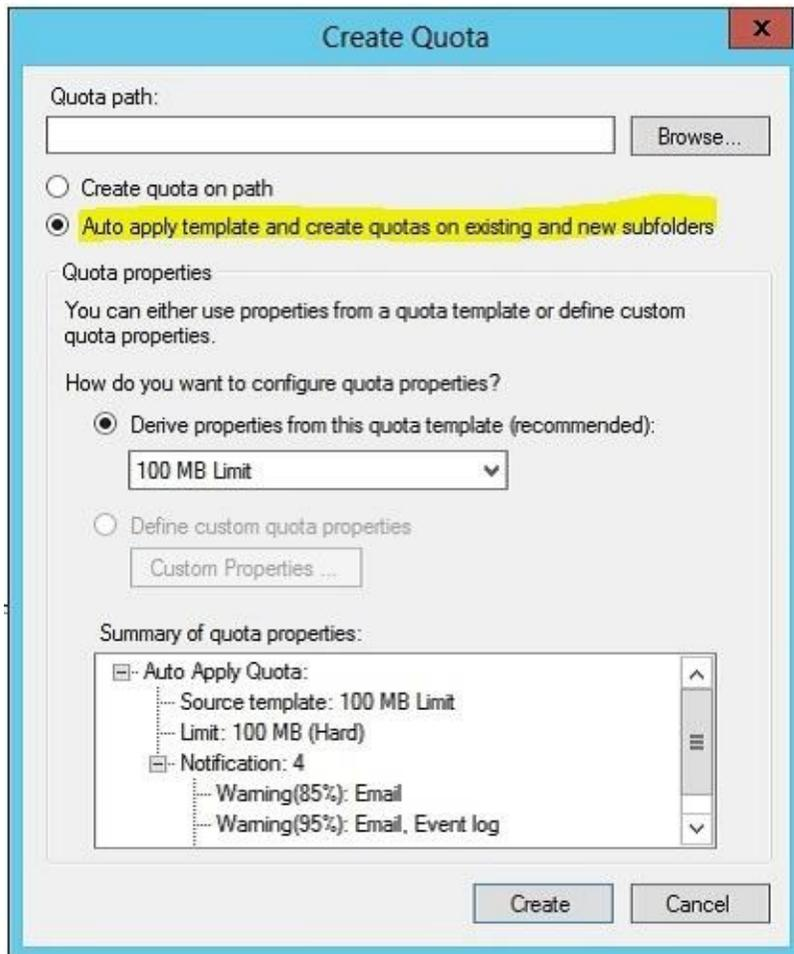 Create Quota
x
Quota path:
Browse...
Create quota on path
Auto apply template and create quotas on existing and new subfolders
Quota properties
You can either use properties from a quota template or define custom
quota properties.
How do you want to configure quota properties?
Derive properties from this quota template (recommended):
100 MB Limit
Define custom quota properties
Custom Properties ...
Summary of quota properties:
Auto Apply Quota:
Source template: 100 MB Limit
Limit: 100 MB (Hard)
Notification: 4
Warning(85%): Email
Warning(95%): Email, Event log
Create
Cancel